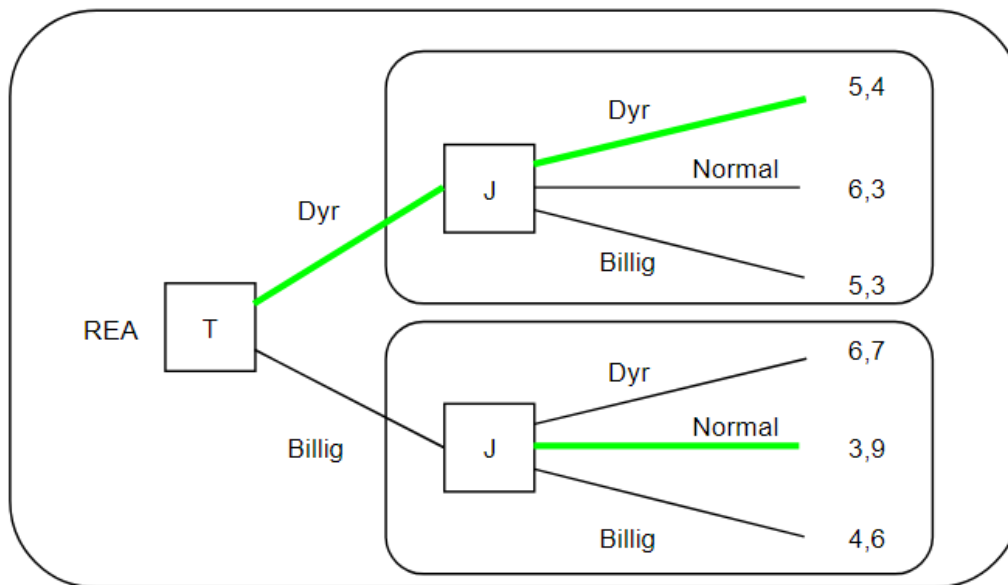 5,4
Dyr
Normal
J
6,3
Dyr
Billig
5,3
REA
T
6,7
Dyr
Normal
Billig
J
3,9
Billig
4,6